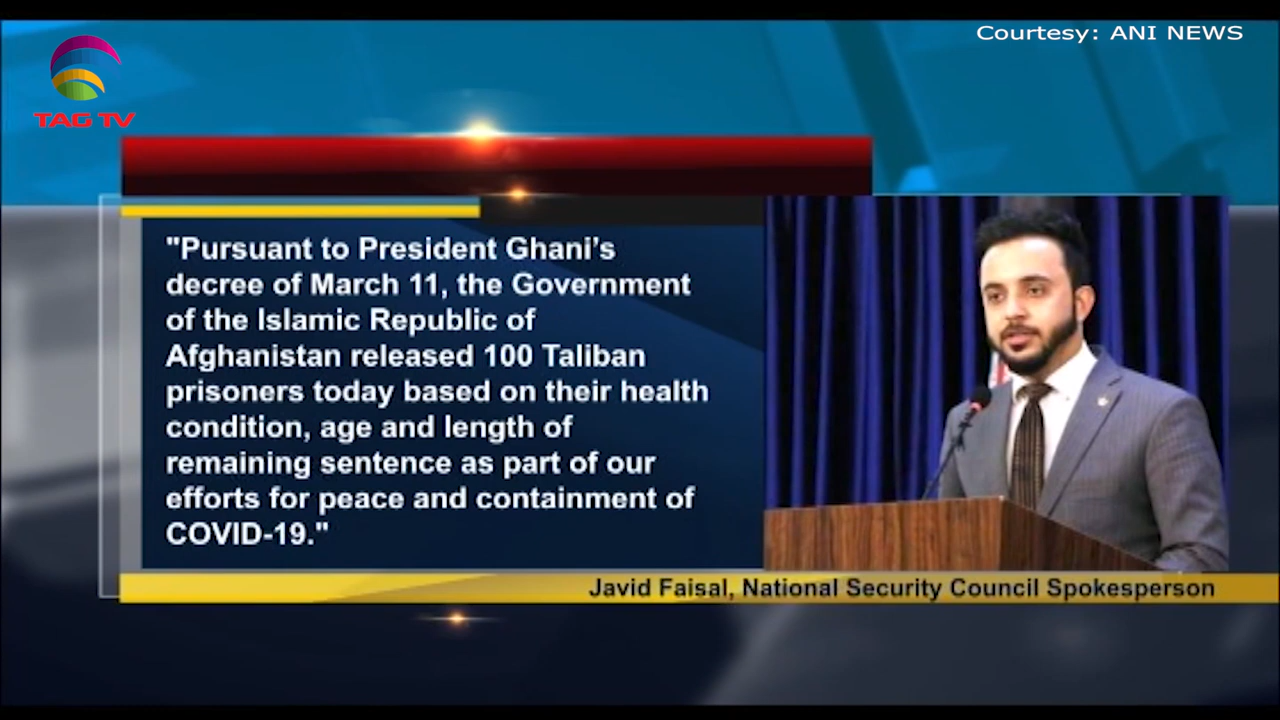 Courtesy: ANI NEWS
TAG TV
"Pursuant to President Ghani’s
decree of March 11, the Government
of the Islamic Republic of
Afghanistan released 100 Taliban
prisoners today based on their health
condition, age and length of
remaining sentence as part of our
efforts for peace and containment of
COVID-19."
Javid Faisal, National Security Council Spokesperson